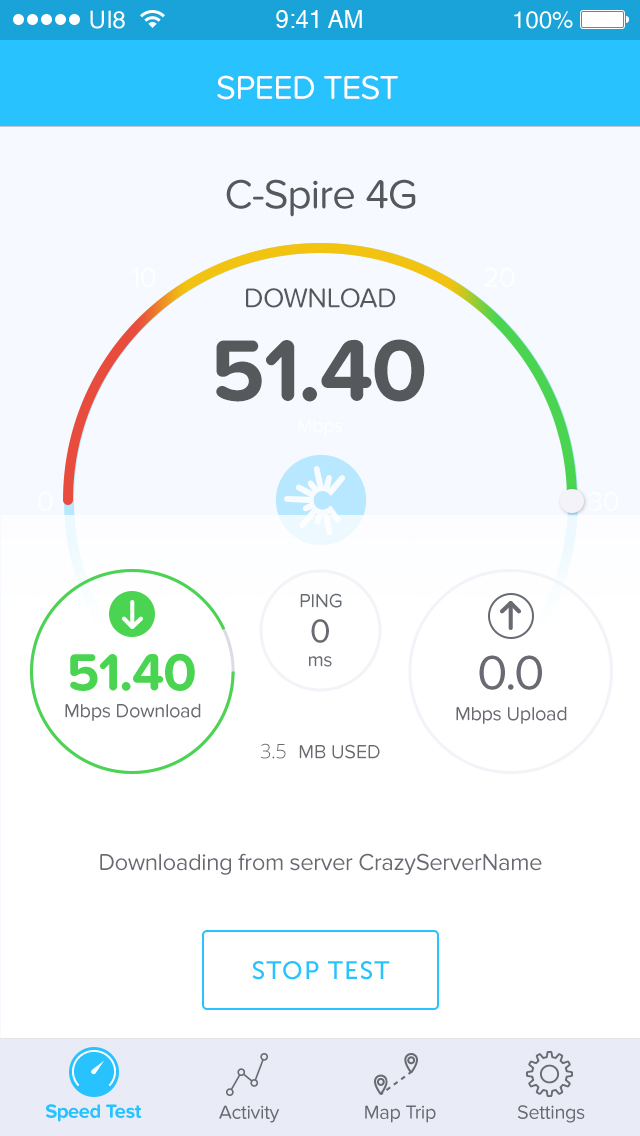 UI8 9:41 AM 100%
SPEED TEST
C-Spire 4G
10 20
DOWNLOAD
51.40
Mbps
0 30
PING
0
ms
51.40
Mbps Download
0.0
Mbps Upload
3.5 MB USED
Downloading from server CrazyServerName
STOP TEST
Speed Test Activity Map Trip Settings